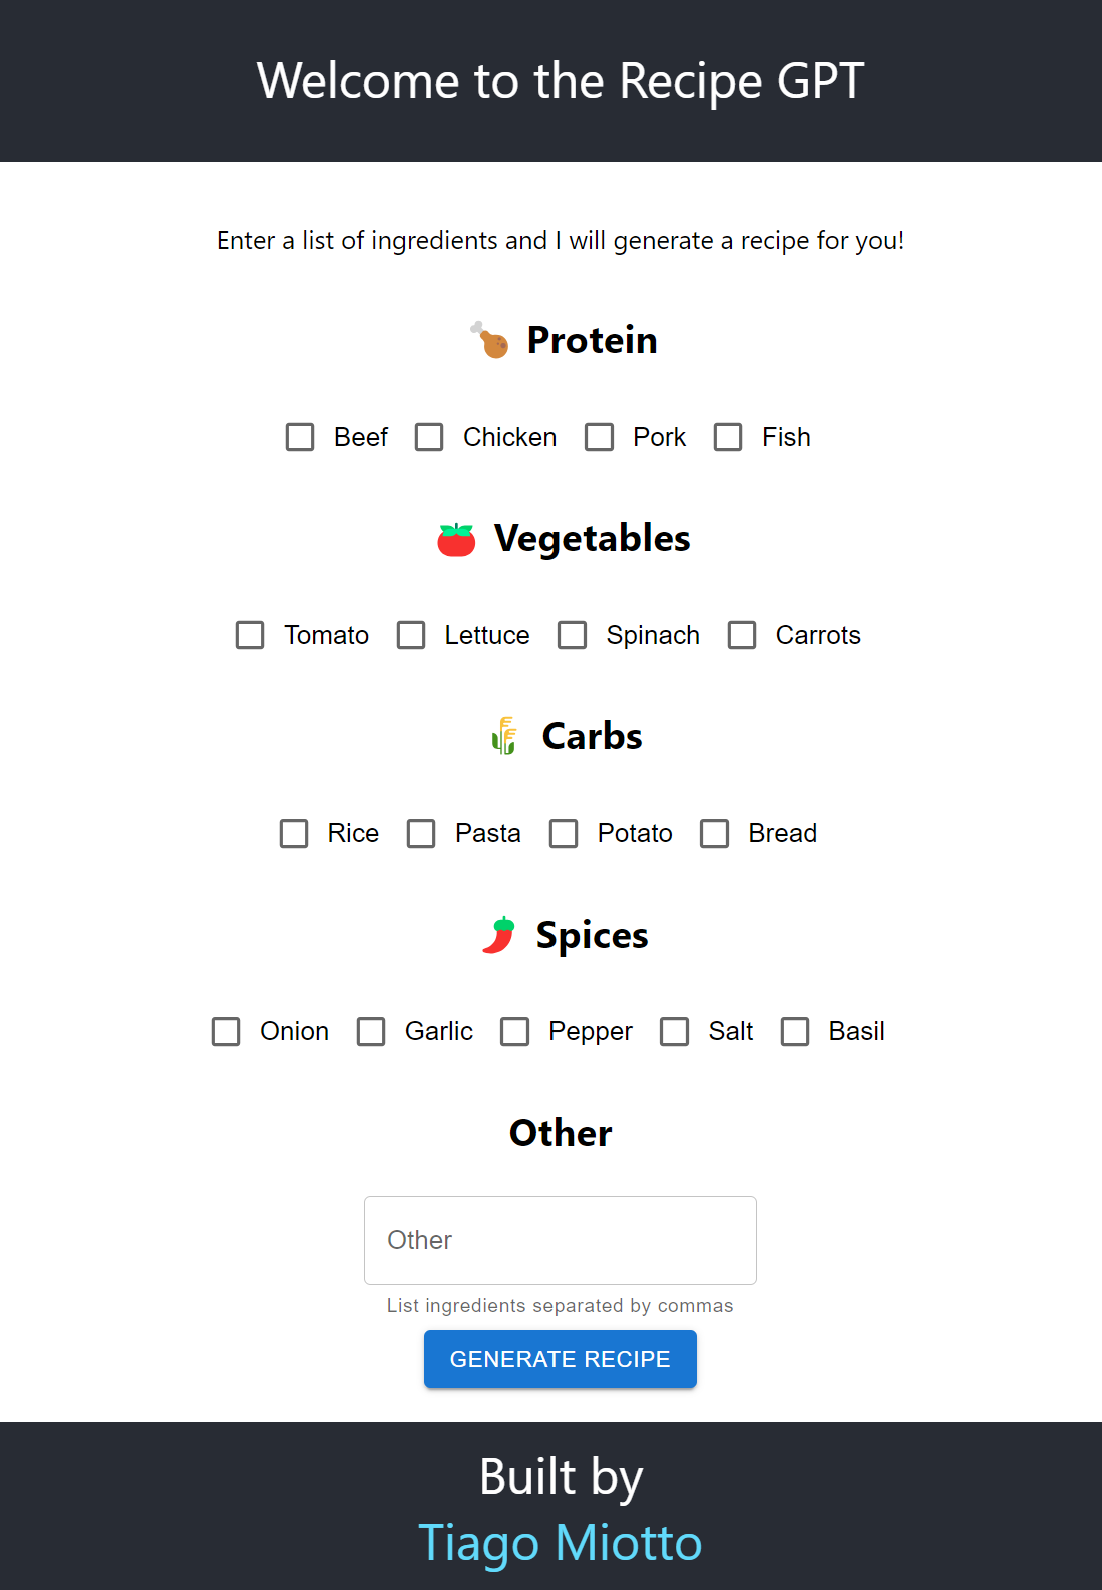 Welcome to the Recipe GPT
Enter a list of ingredients and I will generate a recipe for you!
Protein
Beef Chicken Pork Fish
Vegetables
Tomato Lettuce Spinach Carrots
Carbs
Rice Pasta Potato Bread
Spices
Onion Garlic Pepper Salt Basil
Other
Other
List ingredients separated by commas
GENERATE RECIPE
Built by
Tiago Miotto